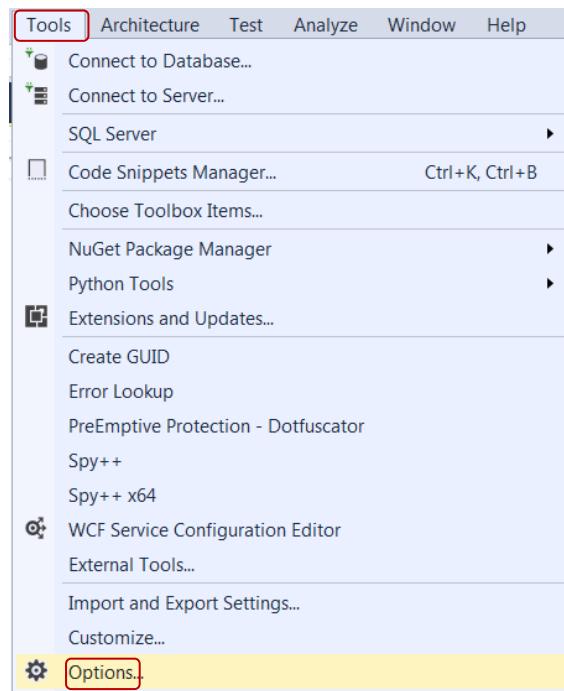 Tools Architecture Test Analyze Window Help
Connect to Database...
Connect to Server...
SQL Server
Code Snippets Manager... Ctrl+K, Ctrl+B
Choose Toolbox Items...
NuGet Package Manager
Python Tools
Extensions and Updates...
Create GUID
Error Lookup
PreEmptive Protection - Dotfuscator
Spy++
Spy++ x64
WCF Service Configuration Editor
External Tools...
Import and Export Settings...
Customize...
Options...